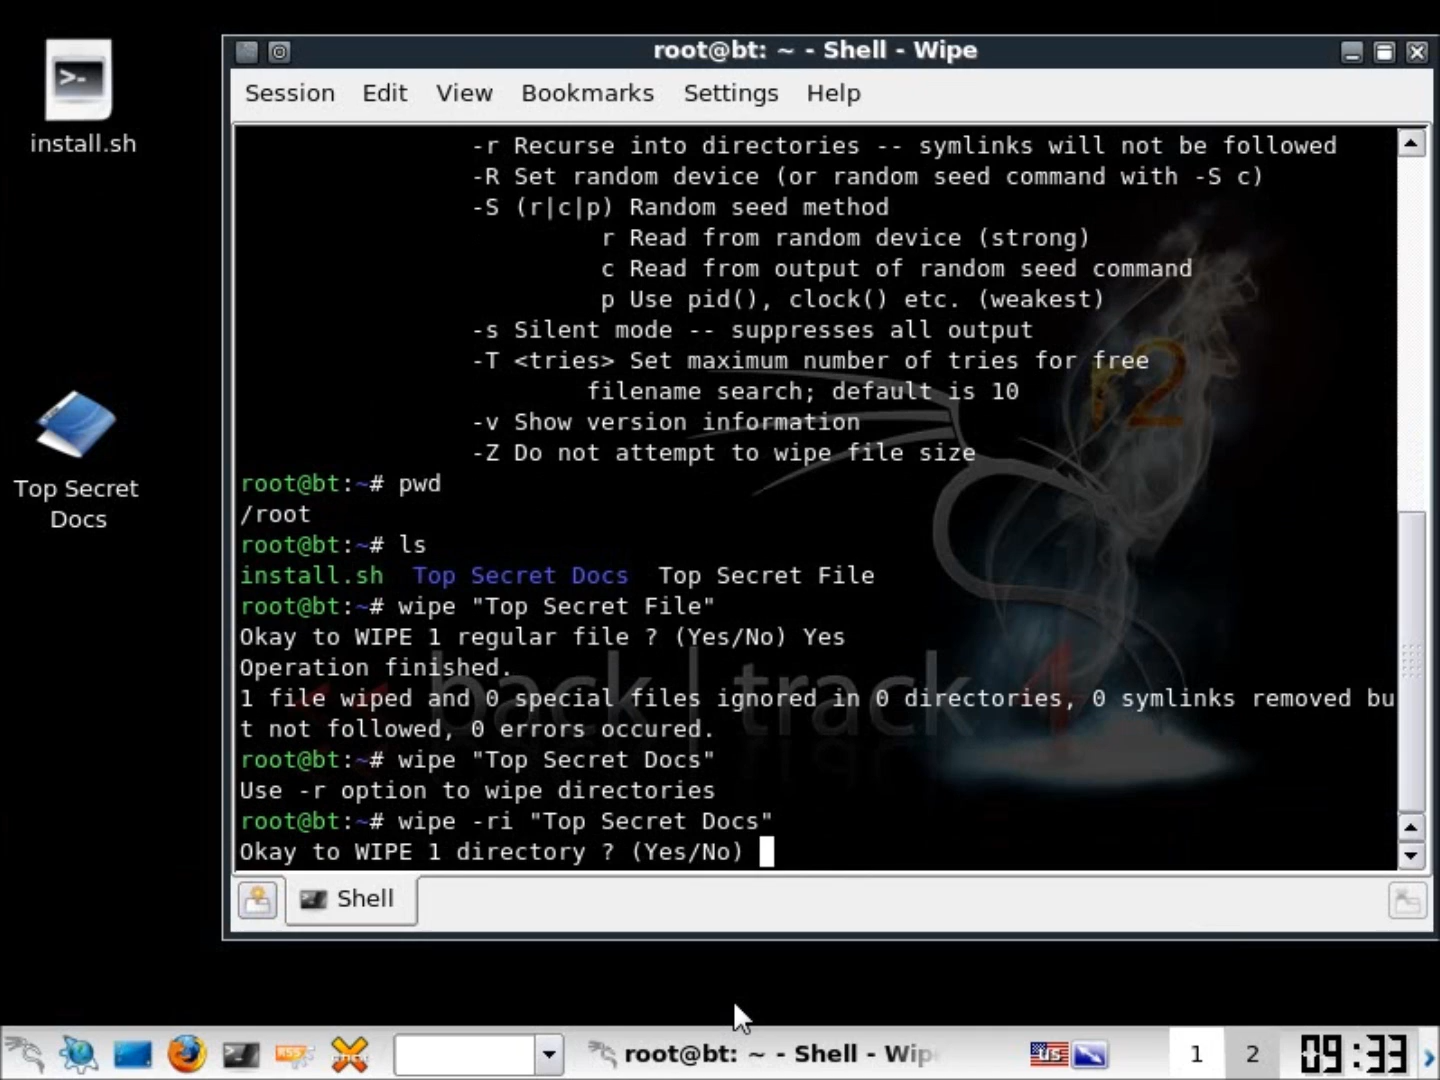 root@bt: ~ - Shell - Wipe
Session Edit View Bookmarks Settings Help
install.sh
-r Recurse into directories -- symlinks will not be followed
-R Set random device (or random seed command with -S c)
-S (r|c|p) Random seed method
r Read from random device (strong)
c Read from output of random seed command
p Use pid(), clock() etc. (weakest)
-s Silent mode -- suppresses all output
-T <tries> Set maximum number of tries for free
filename search; default is 10
-v Show version information
-Z Do not attempt to wipe file size
root@bt:~# pwd
/root
root@bt:~# ls
install.sh  Top Secret Docs  Top Secret File
root@bt:~# wipe "Top Secret File"
Okay to WIPE 1 regular file ? (Yes/No) Yes
Operation finished.
1 file wiped and 0 special files ignored in 0 directories, 0 symlinks removed bu
t not followed, 0 errors occured.
root@bt:~# wipe "Top Secret Docs"
Use -r option to wipe directories
root@bt:~# wipe -ri "Top Secret Docs"
Okay to WIPE 1 directory ? (Yes/No)
Top Secret
Docs
r2
<< back | track 4
Shell
root@bt: ~ - Shell - Wip
us
1 2
09:33